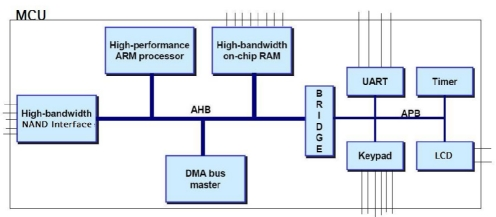 MCU
High-performance
ARM processor
High-bandwidth
on-chip RAM
UART
Timer
High-bandwidth
NAND Interface
AHB
B
R
I
D
G
E
APB
DMA bus
master
Keypad
LCD